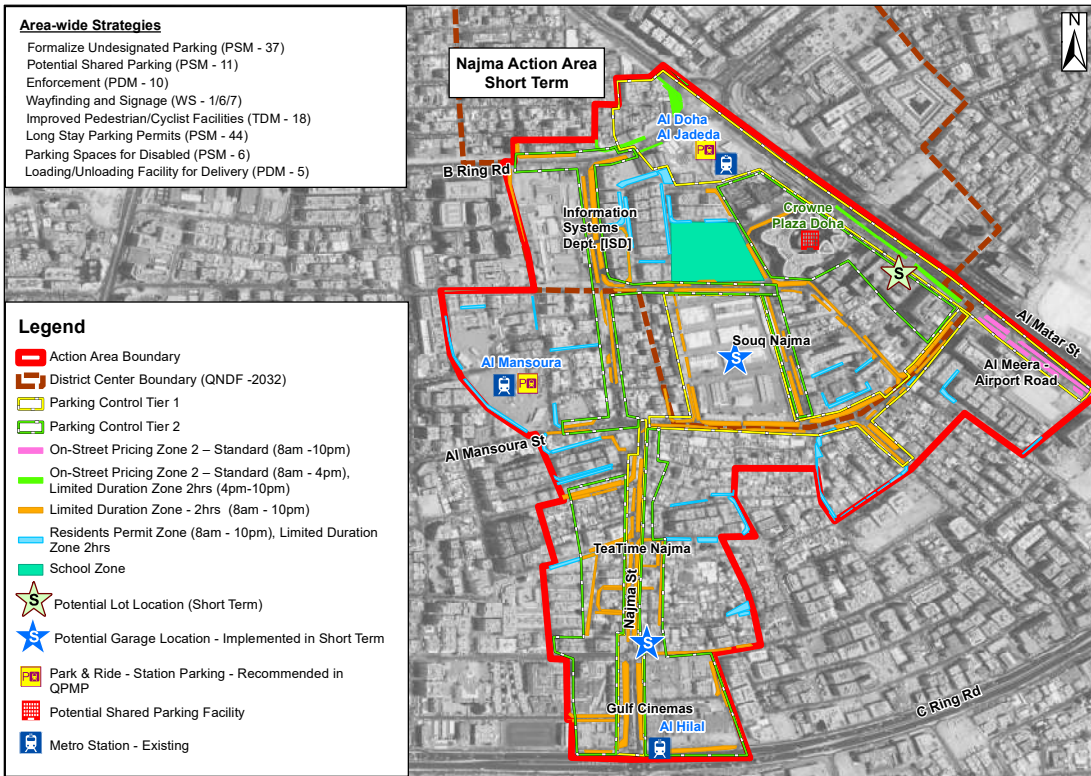 Area-wide Strategies
Formalize Undesignated Parking (PSM - 37)
Potential Shared Parking (PSM - 11)
Enforcement (PDM - 10)
Wayfinding and Signage (WS - 1/6/7)
Improved Pedestrian/Cyclist Facilities (TDM - 18)
Long Stay Parking Permits (PSM - 44)
Parking Spaces for Disabled (PSM - 6)
Loading/Unloading Facility for Delivery (PDM - 5)
Najma Action Area
Short Term
N
Al Doha
Al Jadeda
P
B Ring Rd
Information
Systems
Dept. [ISD]
Crowne
Plaza Doha
S
Al Matar St
Souq Najma
S
Al Meera -
Airport Road
Al Mansoura
P
Al Mansoura St
TeaTime Najma
Najma St
S
Gulf Cinemas
Al Hilal
C Ring Rd
Legend
Action Area Boundary
District Center Boundary (QNDF -2032)
Parking Control Tier 1
Parking Control Tier 2
On-Street Pricing Zone 2 – Standard (8am -10pm)
On-Street Pricing Zone 2 – Standard (8am - 4pm),
Limited Duration Zone 2hrs (4pm-10pm)
Limited Duration Zone - 2hrs (8am - 10pm)
Residents Permit Zone (8am - 10pm), Limited Duration
Zone 2hrs
School Zone
S
Potential Lot Location (Short Term)
S
Potential Garage Location - Implemented in Short Term
P
Park & Ride - Station Parking - Recommended in
QPMP
Potential Shared Parking Facility
Metro Station - Existing